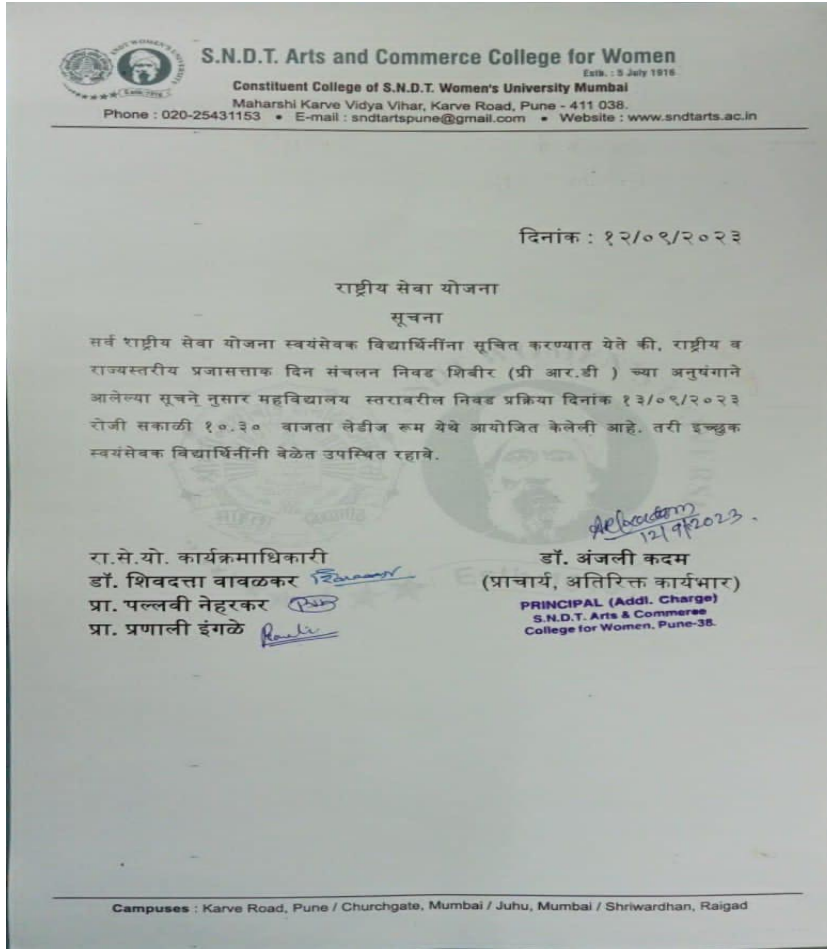 S.N.D.T. Arts and Commerce College for Women
Estb. : 5 July 1916
Constituent College of S.N.D.T. Women's University Mumbai
Maharshi Karve Vidya Vihar, Karve Road, Pune - 411 038.
Phone : 020-25431153 • E-mail : sndtartspune@gmail.com • Website : www.sndtarts.ac.in
दिनांक : १२/०९/२०२३
राष्ट्रीय सेवा योजना
सूचना
सर्व राष्ट्रीय सेवा योजना स्वयंसेवक विद्यार्थिनींना सूचित करण्यात येते की, राष्ट्रीय व
राज्यस्तरीय प्रजासत्ताक दिन संचलन निवड शिबीर (प्री आर.डी ) च्या अनुषंगाने
आलेल्या सूचने नुसार महविद्यालय स्तरावरील निवड प्रक्रिया दिनांक १३/०९/२०२३
रोजी सकाळी १०.३० वाजता लेडीज रूम येथे आयोजित केलेली आहे. तरी इच्छुक
स्वयंसेवक विद्यार्थिनींनी वेळेत उपस्थित रहावे.
12/9/2023.
रा.से.यो. कार्यक्रमाधिकारी
डॉ. शिवदत्ता वावळकर
प्रा. पल्लवी नेहरकर
प्रा. प्रणाली इंगळे
डॉ. अंजली कदम
(प्राचार्य, अतिरिक्त कार्यभार)
PRINCIPAL (Addl. Charge)
S.N.D.T. Arts & Commerce
College for Women, Pune-38.
Campuses : Karve Road, Pune / Churchgate, Mumbai / Juhu, Mumbai / Shriwardhan, Raigad